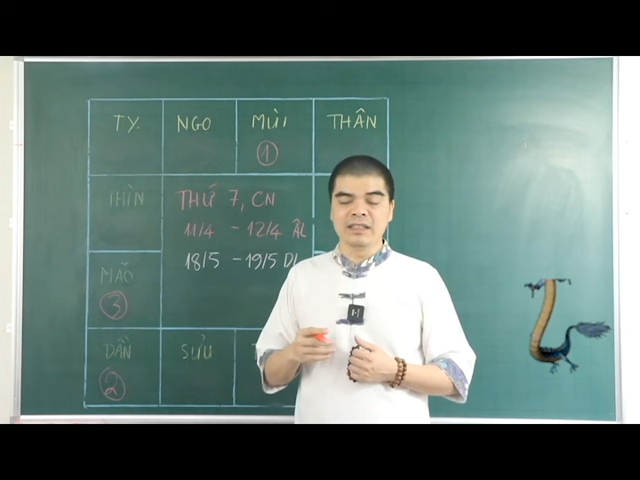 TỴ NGỌ MÙI THÂN
①
THÌN
THỨ 7, CN
11/4 - 12/4 ÂL
18/5 - 19/5 DL
MÃO
③
DẦN SỬU
②